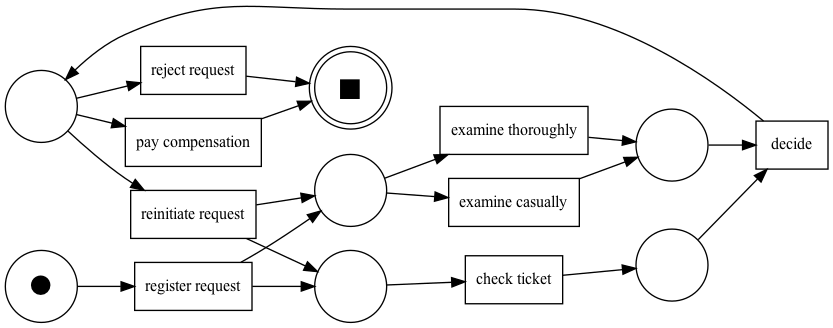 reject request
pay compensation
examine thoroughly
decide
examine casually
reinitiate request
register request
check ticket